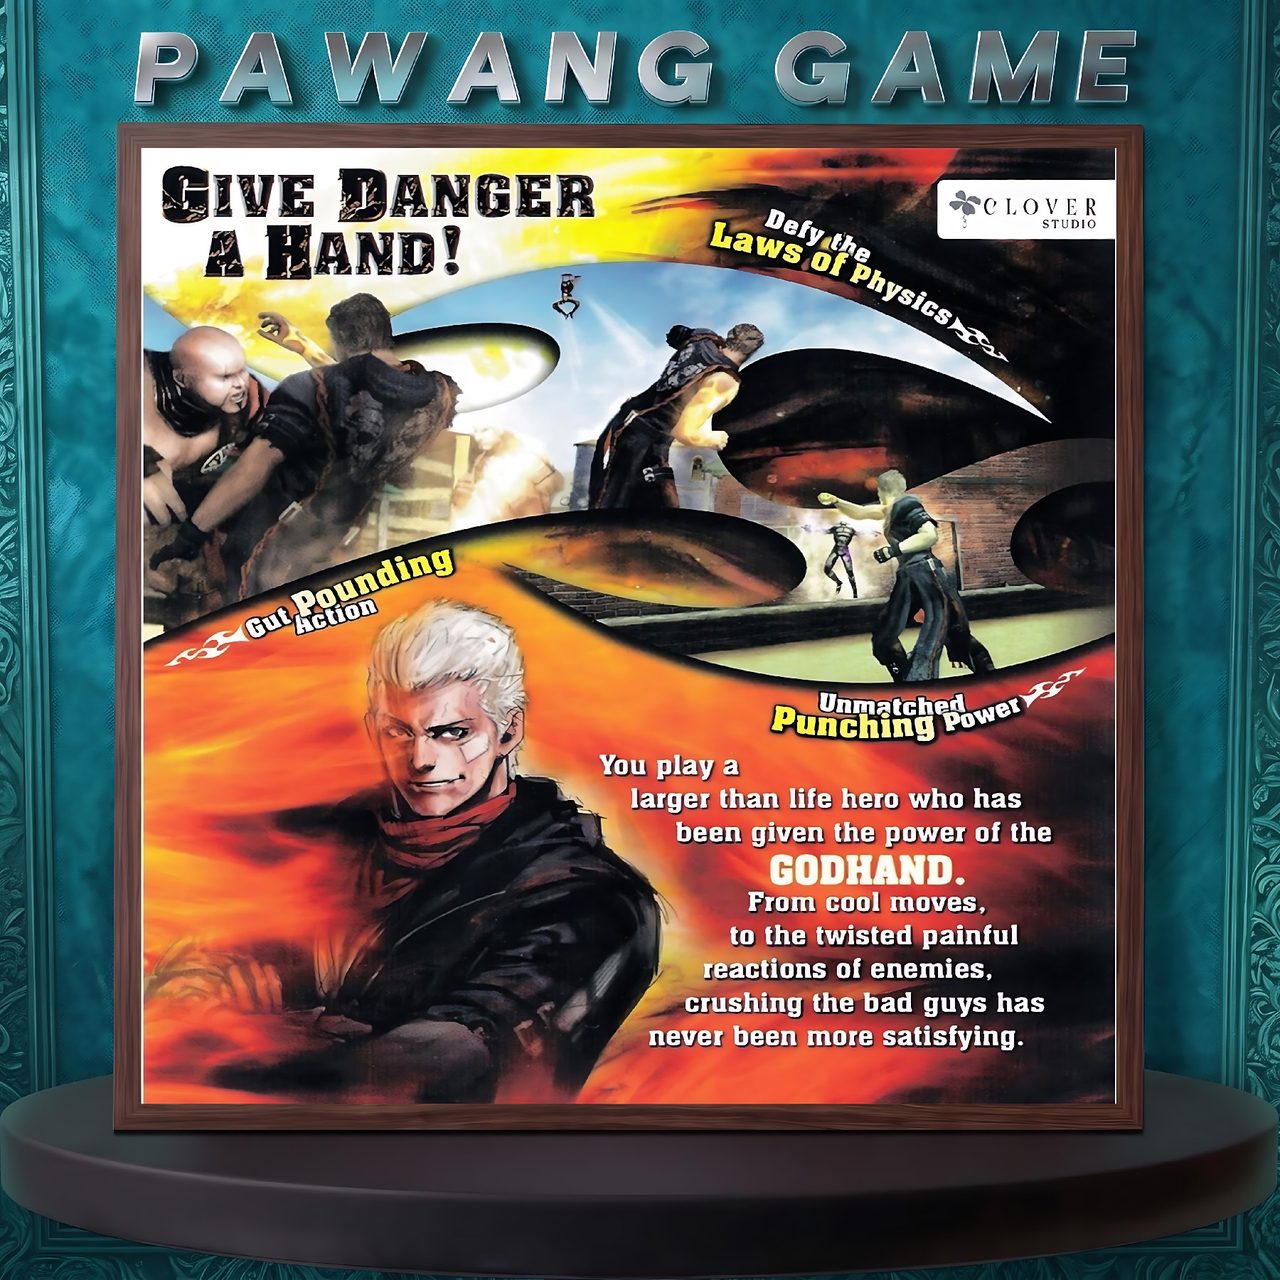 PAWANG GAME
GIVE DANGER
A HAND!
CLOVER
STUDIO
Defy the
Laws of Physics
Gut Pounding
Action
Unmatched
Punching Power
You play a
larger than life hero who has
been given the power of the
GODHAND.
From cool moves,
to the twisted painful
reactions of enemies,
crushing the bad guys has
never been more satisfying.